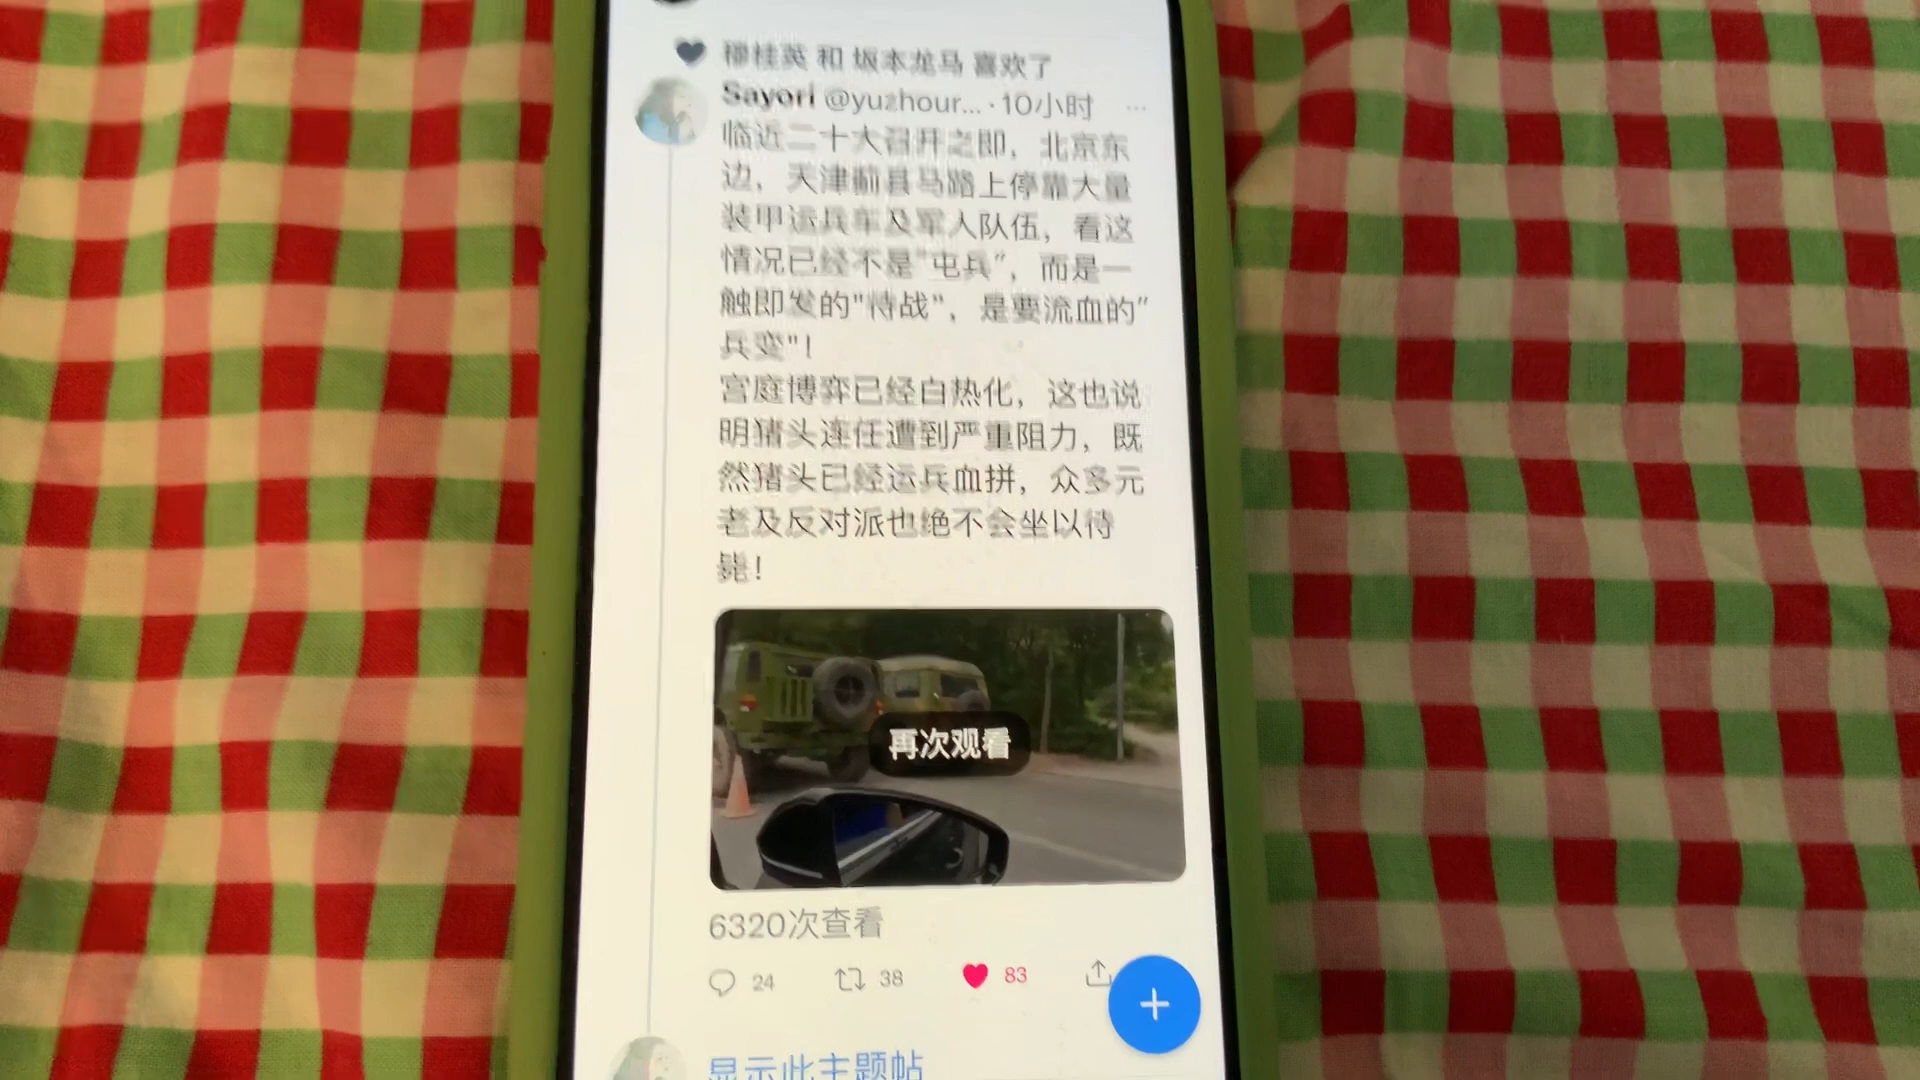 穆桂英 和 坂本龙马 喜欢了
Sayori @yuzhour... · 10小时
临近二十大召开之即，北京东
边，天津蓟县马路上停靠大量
装甲运兵车及军人队伍，看这
情况已经不是"屯兵"，而是一
触即发的"待战"，是要流血的"
兵变"！
宫庭博弈已经白热化，这也说
明猪头连任遭到严重阻力，既
然猪头已经运兵血拼，众多元
老及反对派也绝不会坐以待
毙！
再次观看
6320次查看
24 38 83
显示此主题帖